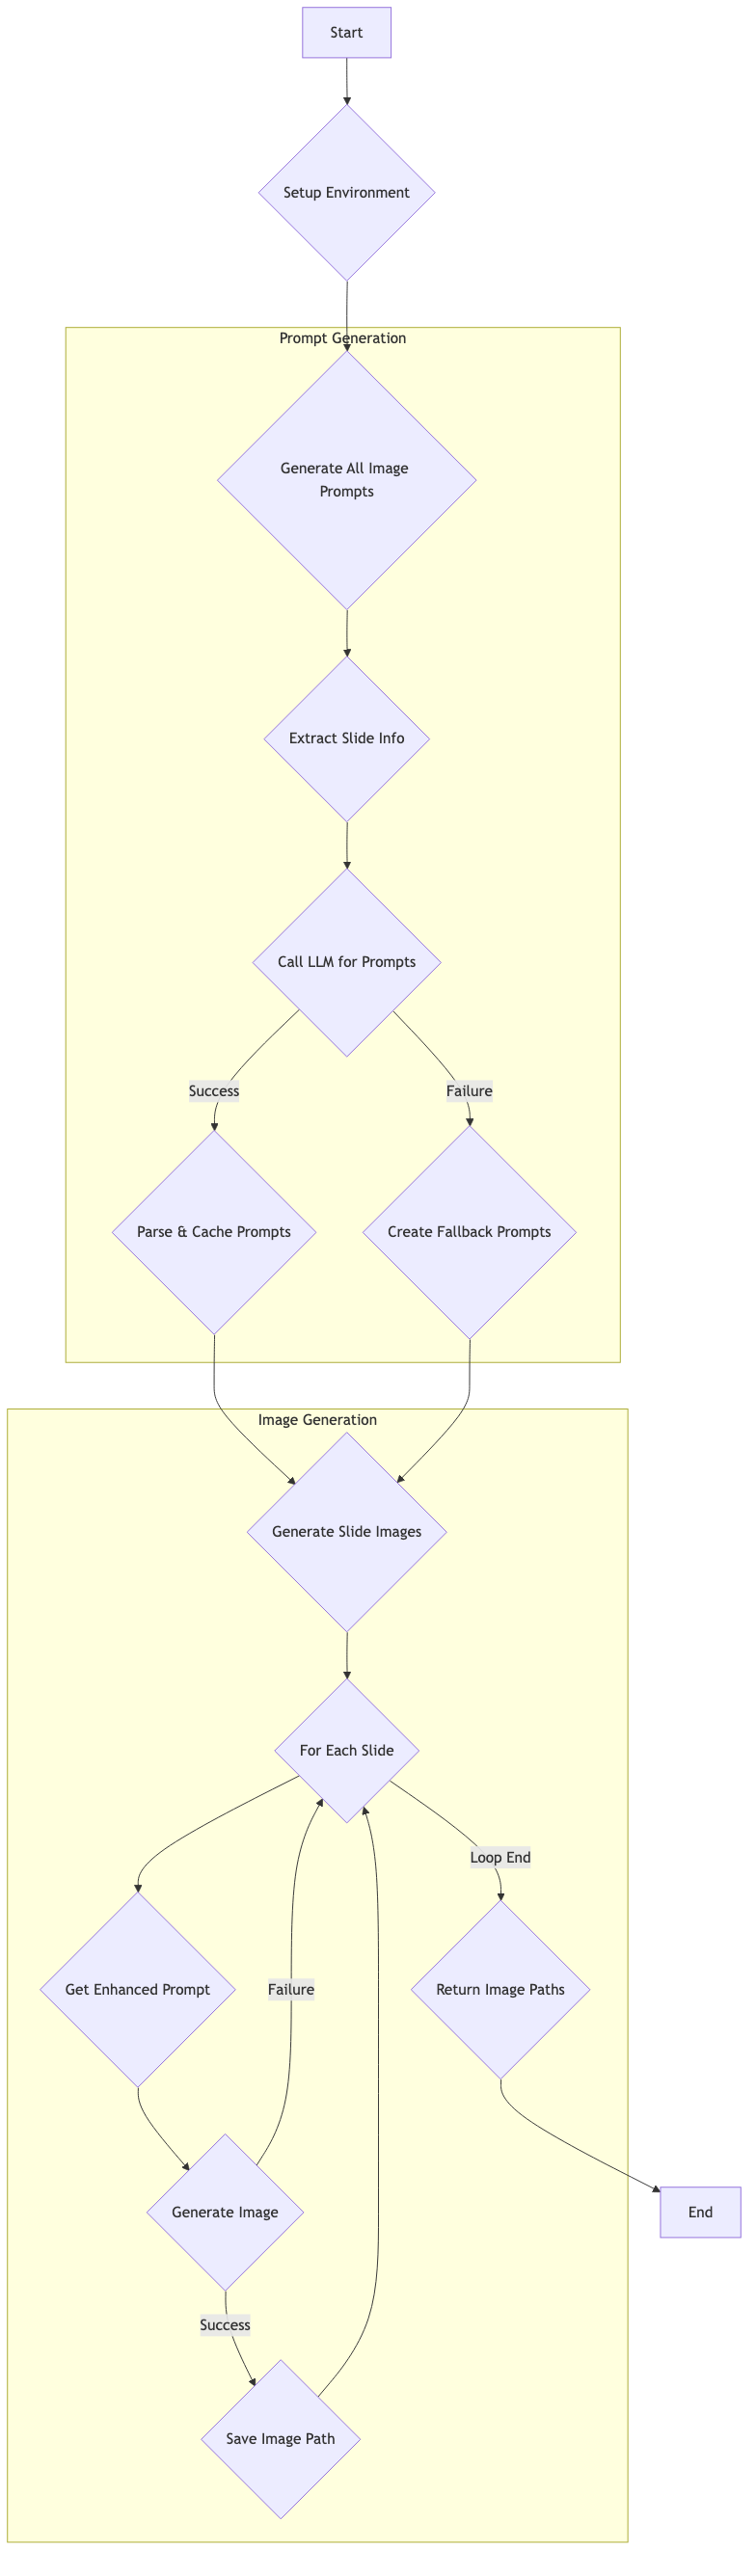 Start
Setup Environment
Prompt Generation
Generate All Image
Prompts
Extract Slide Info
Call LLM for Prompts
Success
Failure
Parse & Cache Prompts
Create Fallback Prompts
Image Generation
Generate Slide Images
For Each Slide
Loop End
Get Enhanced Prompt
Failure
Return Image Paths
Generate Image
End
Success
Save Image Path